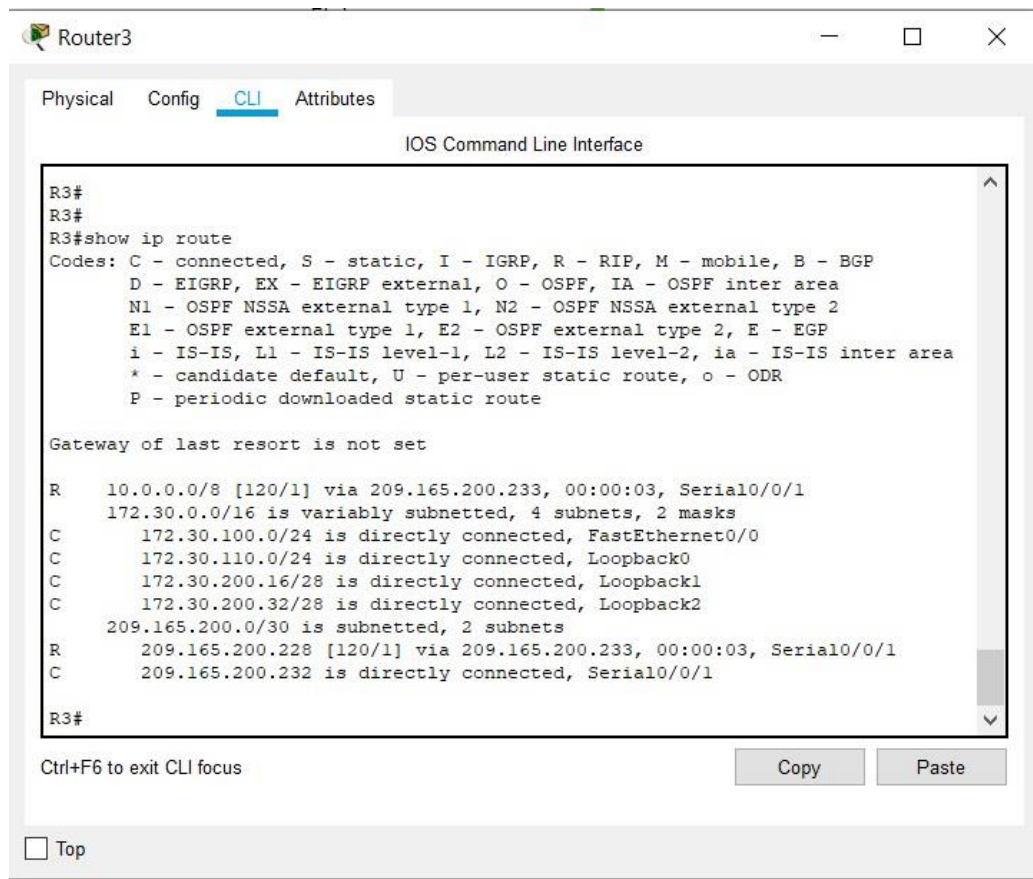 Router3
Physical Config CLI Attributes
IOS Command Line Interface
R3#
R3#
R3#show ip route
Codes: C - connected, S - static, I - IGRP, R - RIP, M - mobile, B - BGP
       D - EIGRP, EX - EIGRP external, O - OSPF, IA - OSPF inter area
       N1 - OSPF NSSA external type 1, N2 - OSPF NSSA external type 2
       E1 - OSPF external type 1, E2 - OSPF external type 2, E - EGP
       i - IS-IS, L1 - IS-IS level-1, L2 - IS-IS level-2, ia - IS-IS inter area
       * - candidate default, U - per-user static route, o - ODR
       P - periodic downloaded static route
Gateway of last resort is not set
R    10.0.0.0/8 [120/1] via 209.165.200.233, 00:00:03, Serial0/0/1
     172.30.0.0/16 is variably subnetted, 4 subnets, 2 masks
C       172.30.100.0/24 is directly connected, FastEthernet0/0
C       172.30.110.0/24 is directly connected, Loopback0
C       172.30.200.16/28 is directly connected, Loopback1
C       172.30.200.32/28 is directly connected, Loopback2
     209.165.200.0/30 is subnetted, 2 subnets
R       209.165.200.228 [120/1] via 209.165.200.233, 00:00:03, Serial0/0/1
C       209.165.200.232 is directly connected, Serial0/0/1
R3#
Ctrl+F6 to exit CLI focus
Copy Paste
Top